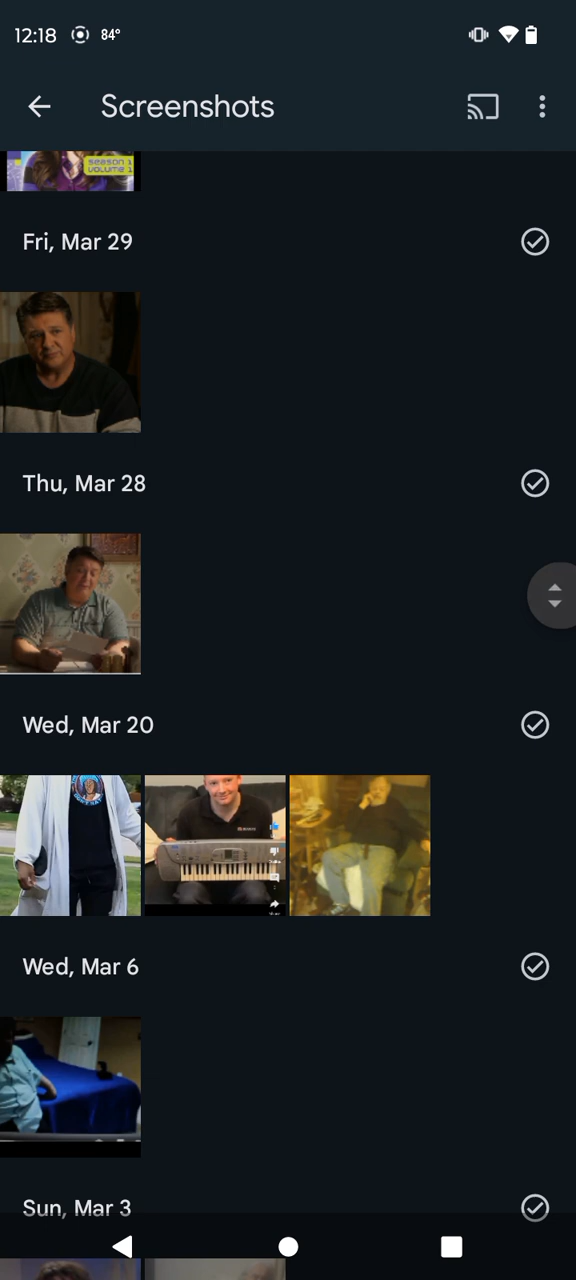 12:18 84°
Screenshots
SEASON 1
VOLUME 1
Fri, Mar 29
Thu, Mar 28
Wed, Mar 20
Wed, Mar 6
Sun, Mar 3